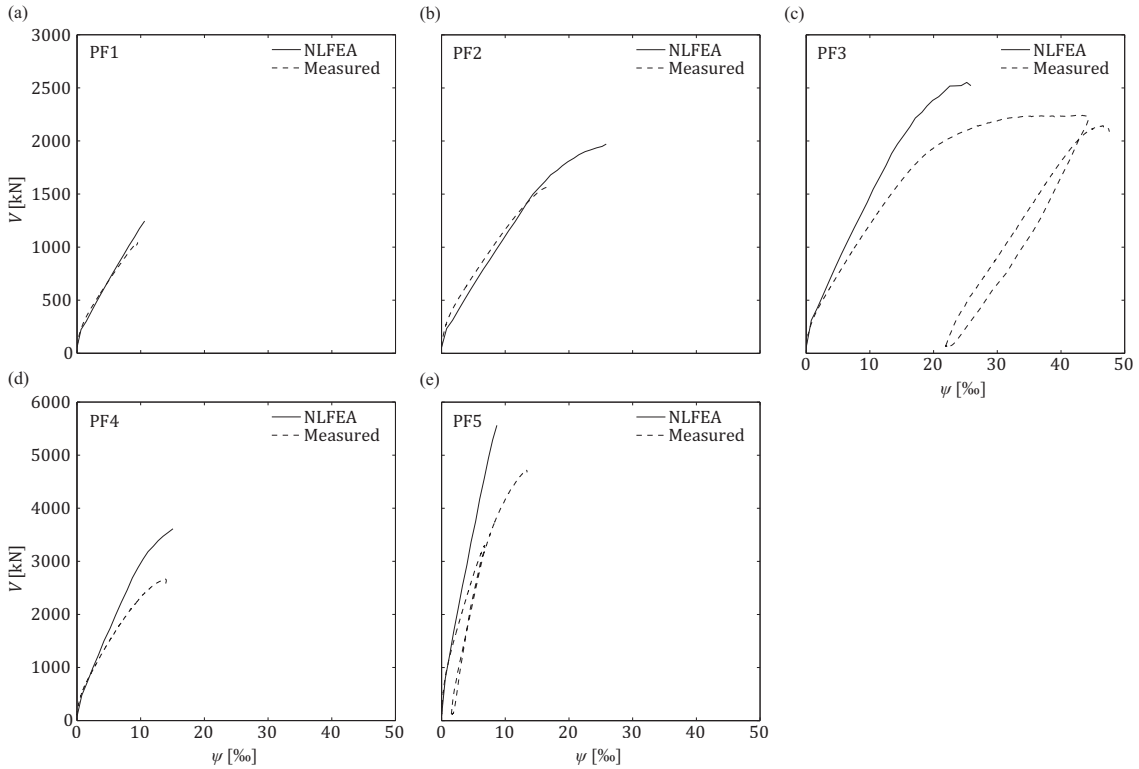 (a)
(b)
(c)
3000
2500
2000
1500
1000
500
0
V [kN]
PF1
NLFEA
Measured
PF2
NLFEA
Measured
PF3
NLFEA
Measured
0 10 20 30 40 50
ψ [‰]
(d)
(e)
6000
5000
4000
3000
2000
1000
0
V [kN]
PF4
NLFEA
Measured
PF5
NLFEA
Measured
0 10 20 30 40 50
ψ [‰]
0 10 20 30 40 50
ψ [‰]